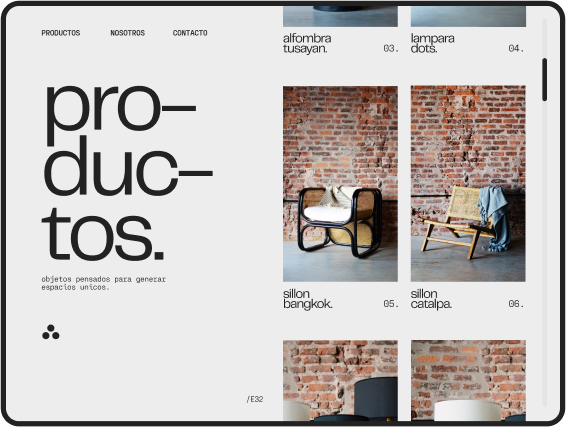 PRODUCTOS NOSOTROS CONTACTO
pro–
duc–
tos.
objetos pensados para generar
espacios unicos.
/E32
alfombra
tusayan. 03.
lampara
dots. 04.
sillon
bangkok. 05.
sillon
catalpa. 06.